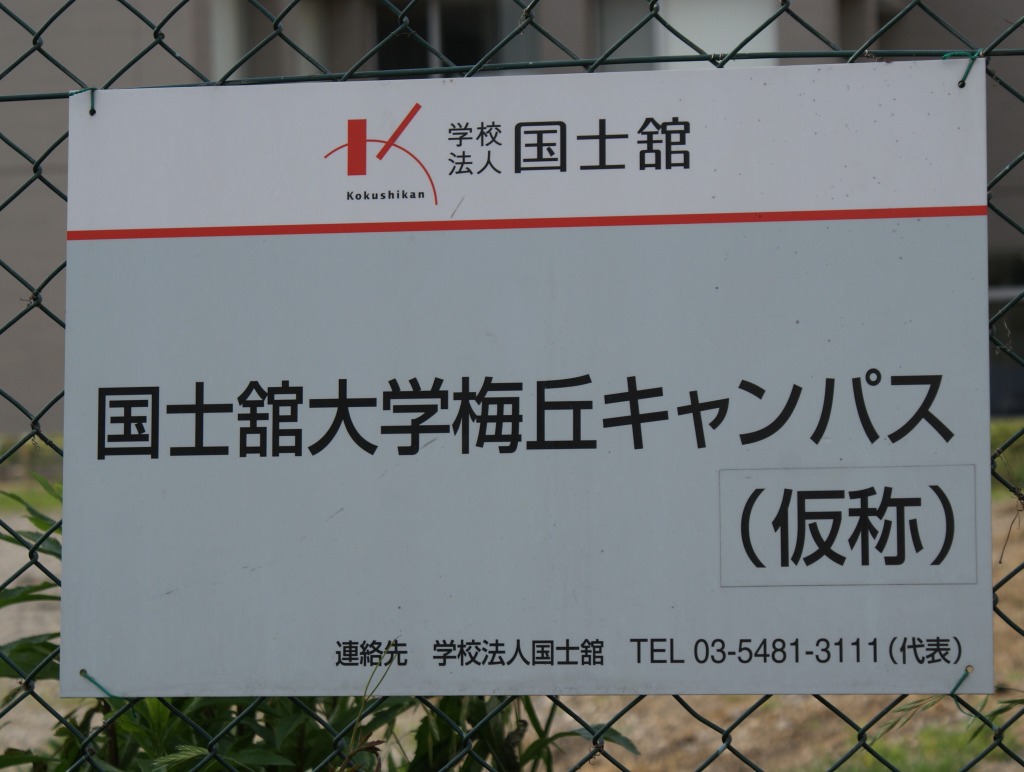 Kokushikan
学校
法人 国士舘
国士舘大学梅丘キャンパス
（仮称）
連絡先　学校法人国士舘　TEL 03-5481-3111（代表）